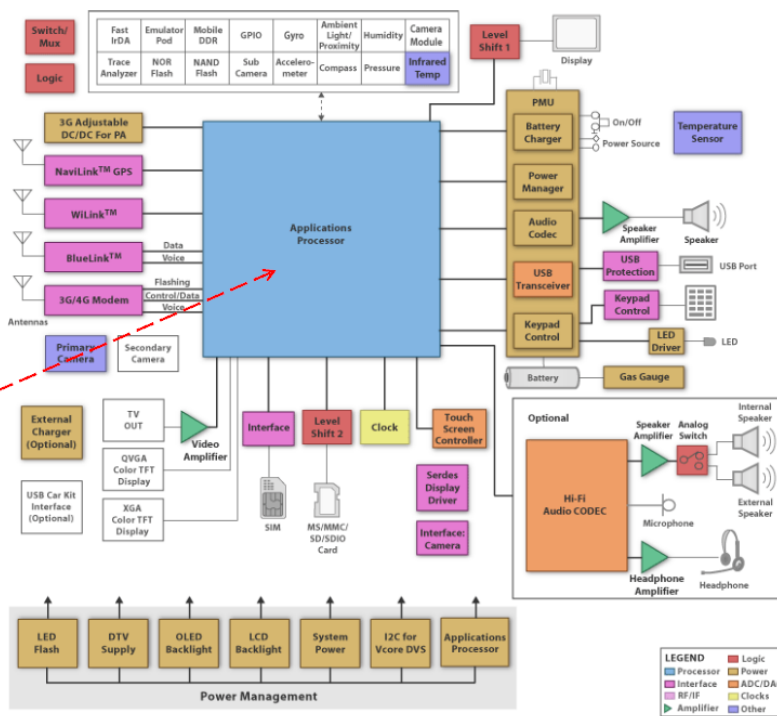 Switch/
Mux
Logic
Fast
IrDA
Emulator
Pod
Mobile
DDR
GPIO
Gyro
Ambient
Light/
Proximity
Humidity
Camera
Module
Trace
Analyzer
NOR
Flash
NAND
Flash
Sub
Camera
Accelero-
meter
Compass
Pressure
Infrared
Temp
Level
Shift 1
Display
3G Adjustable
DC/DC For PA
NaviLink™ GPS
WiLink™
BlueLink™
Data
Voice
3G/4G Modem
Flashing
Control/Data
Voice
Antennas
Applications
Processor
PMU
Battery
Charger
Power
Manager
Audio
Codec
USB
Transceiver
Keypad
Control
On/Off
Power Source
Temperature
Sensor
Speaker
Amplifier
Speaker
USB
Protection
USB Port
Keypad
Control
LED
Driver
LED
Battery
Gas Gauge
Primary
Camera
Secondary
Camera
External
Charger
(Optional)
USB Car Kit
Interface
(Optional)
TV
OUT
Video
Amplifier
QVGA
Color TFT
Display
XGA
Color TFT
Display
Interface
SIM
Level
Shift 2
MS/MMC/
SD/SDIO
Card
Clock
Touch
Screen
Controller
Serdes
Display
Driver
Interface:
Camera
Optional
Hi-Fi
Audio CODEC
Speaker
Amplifier
Analog
Switch
Internal
Speaker
External
Speaker
Microphone
Headphone
Amplifier
Headphone
LED
Flash
DTV
Supply
OLED
Backlight
LCD
Backlight
System
Power
I2C for
Vcore DVS
Applications
Processor
Power Management
LEGEND
Processor
Interface
RF/IF
Amplifier
Logic
Power
ADC/DA
Clocks
Other